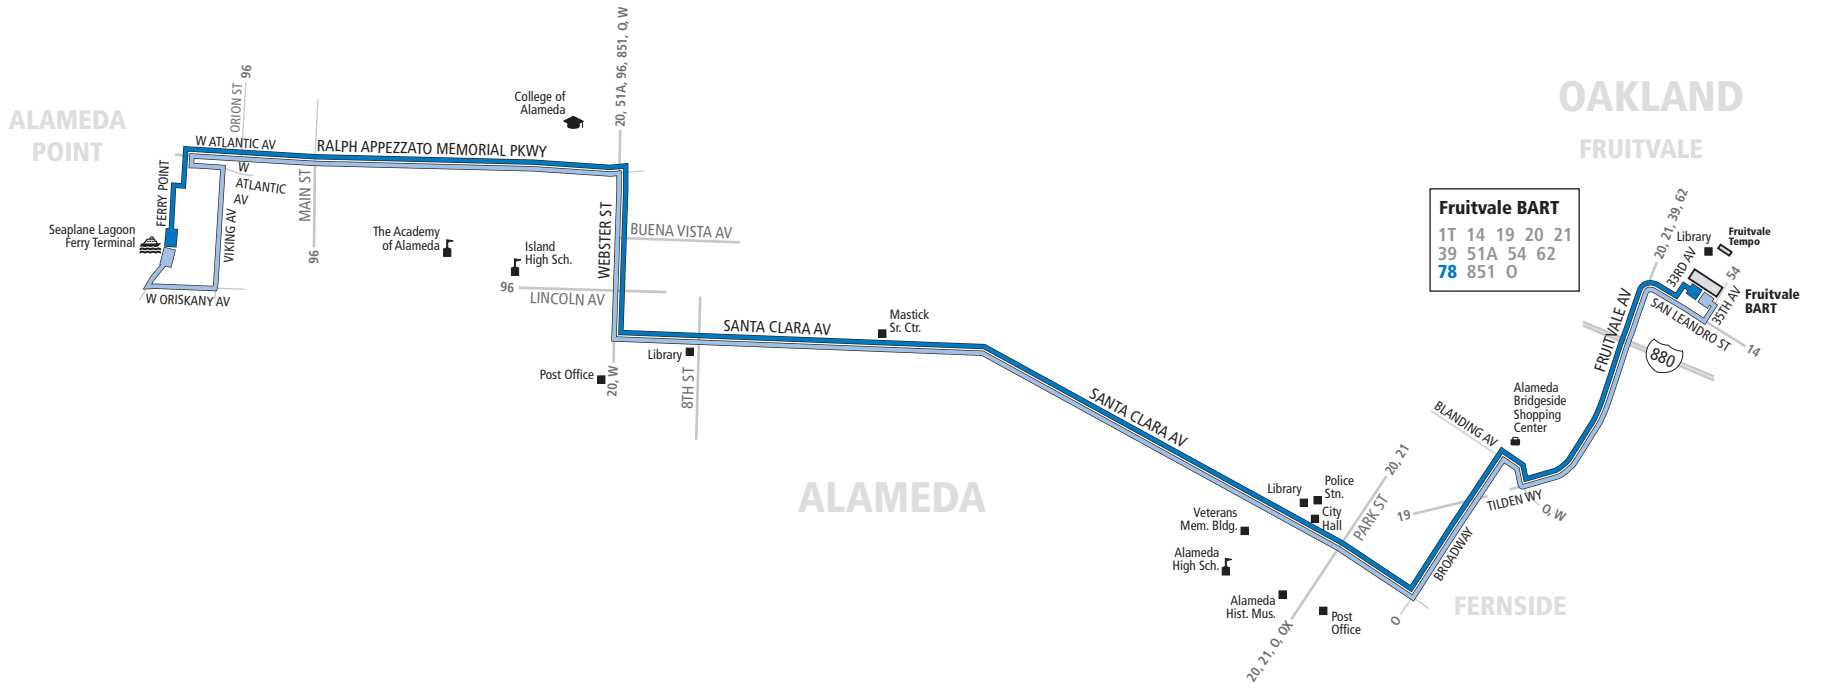 ALAMEDA
POINT
ORION ST
96
W ATLANTIC AV
RALPH APPEZZATO MEMORIAL PKWY
College of
Alameda
20, 51A, 96, 851, O, W
FERRY POINT
W
ATLANTIC
AV
VIKING AV
Seaplane Lagoon
Ferry Terminal
W ORISKANY AV
MAIN ST
96
The Academy
of Alameda
Island
High Sch.
WEBSTER ST
BUENA VISTA AV
96
LINCOLN AV
SANTA CLARA AV
Mastick
Sr. Ctr.
Library
Post Office
20, W
8TH ST
SANTA CLARA AV
ALAMEDA
Library
Police
Stn.
City
Hall
Veterans
Mem. Bldg.
Alameda
High Sch.
Alameda
Hist. Mus.
Post
Office
PARK ST
20, 21
20, 21, O, OX
19
BROADWAY
O
FERNSIDE
TILDEN WY
O, W
BLANDING AV
Alameda
Bridgeside
Shopping
Center
FRUITVALE AV
880
OAKLAND
FRUITVALE
Fruitvale BART
1T 14 19 20 21
39 51A 54 62
78 851 O
20, 21, 39, 62
Library
Fruitvale
Tempo
33RD AV
54
35TH AV
Fruitvale
BART
SAN LEANDRO ST
14